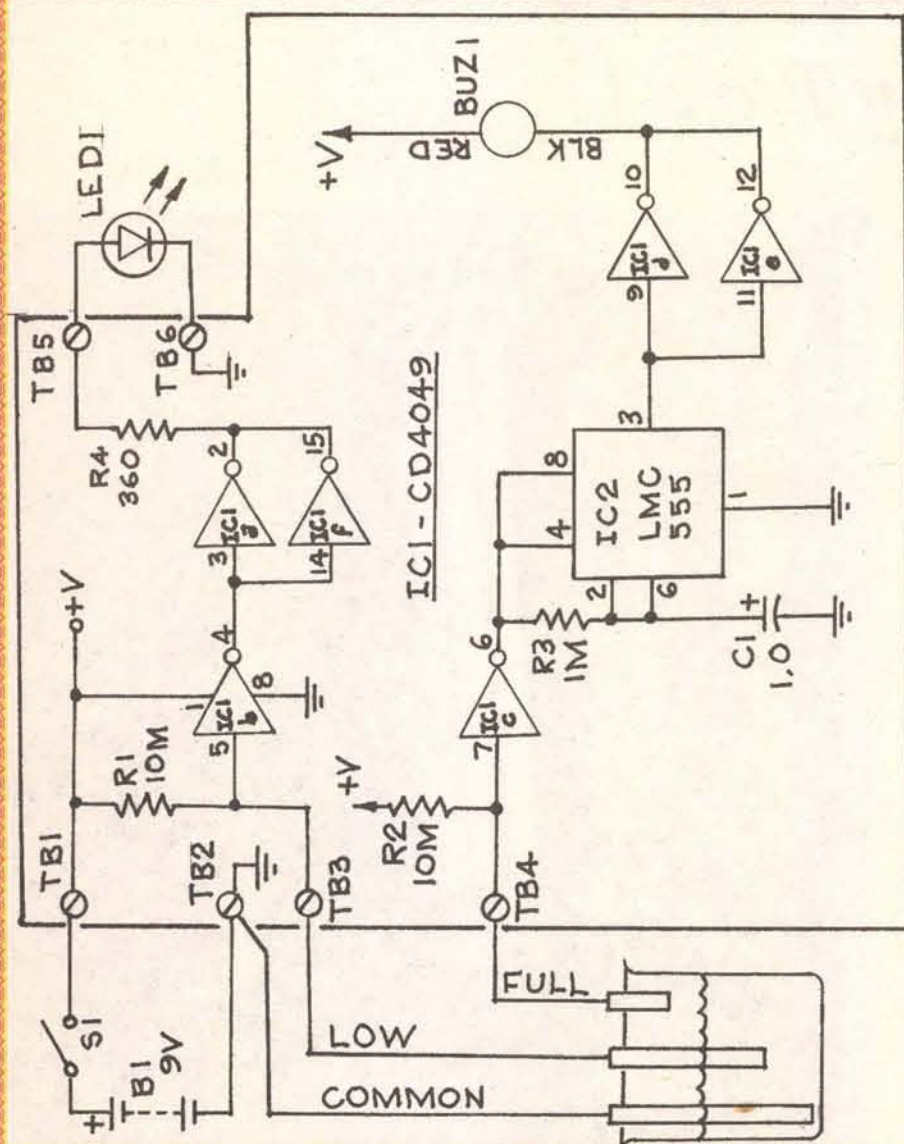 LED1
TB5
TB6
R4
360
2
15
IC1
a
3
IC1
f
14
+V
4
1
IC1
b
8
5
R1
10M
TB1
TB2
TB3
S1
+
B1
9V
+V
RED
BUZ1
BLK
10
12
IC1
d
9
IC1
e
11
IC1 - CD4049
3
8
4
IC2
LMC
555
1
2
6
R3
1M
C1
+
1.0
6
IC1
c
7
+V
R2
10M
TB4
FULL
LOW
COMMON